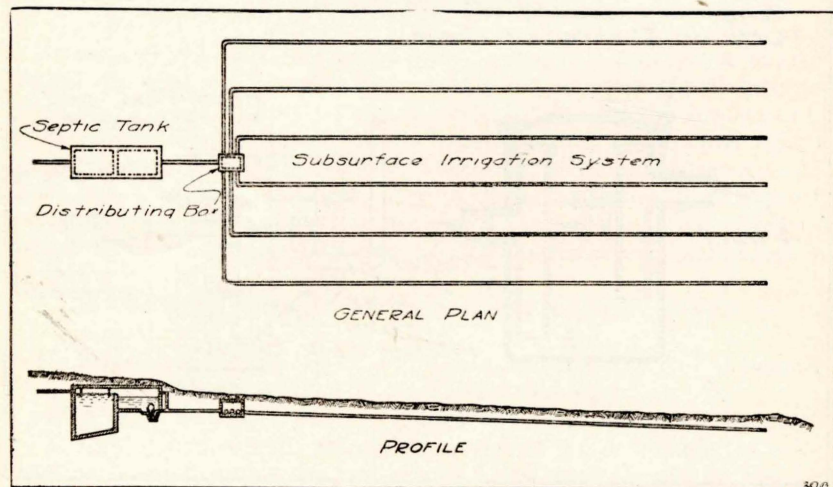 Septic Tank
Subsurface Irrigation System
Distributing Box
GENERAL PLAN
PROFILE